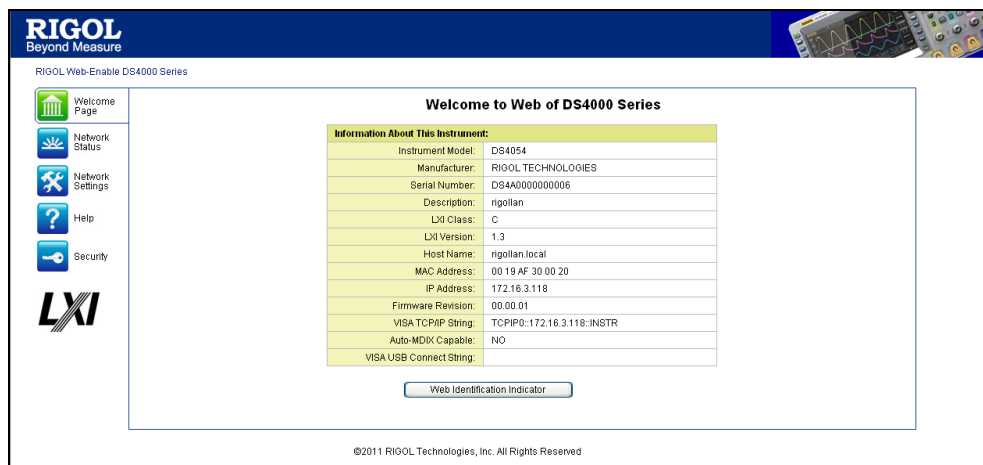 RIGOL
Beyond Measure
RIGOL Web-Enable DS4000 Series
Welcome
Page
Network
Status
Network
Settings
Help
Security
LXI
Welcome to Web of DS4000 Series
Information About This Instrument:
Instrument Model: DS4054
Manufacturer: RIGOL TECHNOLOGIES
Serial Number: DS4A0000000006
Description: rigollan
LXI Class: C
LXI Version: 1.3
Host Name: rigollan.local
MAC Address: 00 19 AF 30 00 20
IP Address: 172.16.3.118
Firmware Revision: 00.00.01
VISA TCP/IP String: TCPIP0::172.16.3.118::INSTR
Auto-MDIX Capable: NO
VISA USB Connect String:
Web Identification Indicator
©2011 RIGOL Technologies, Inc. All Rights Reserved